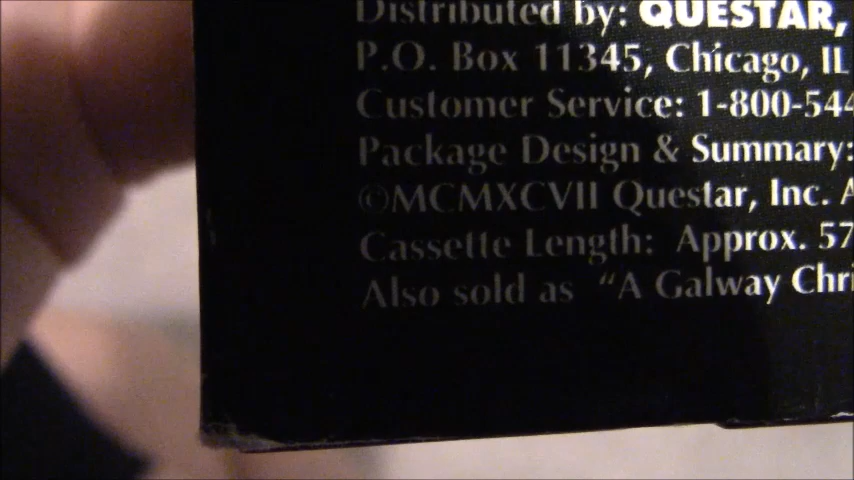 Distributed by: QUESTAR,
P.O. Box 11345, Chicago, IL
Customer Service: 1-800-544
Package Design & Summary:
©MCMXCVII Questar, Inc. A
Cassette Length: Approx. 57
Also sold as "A Galway Chri